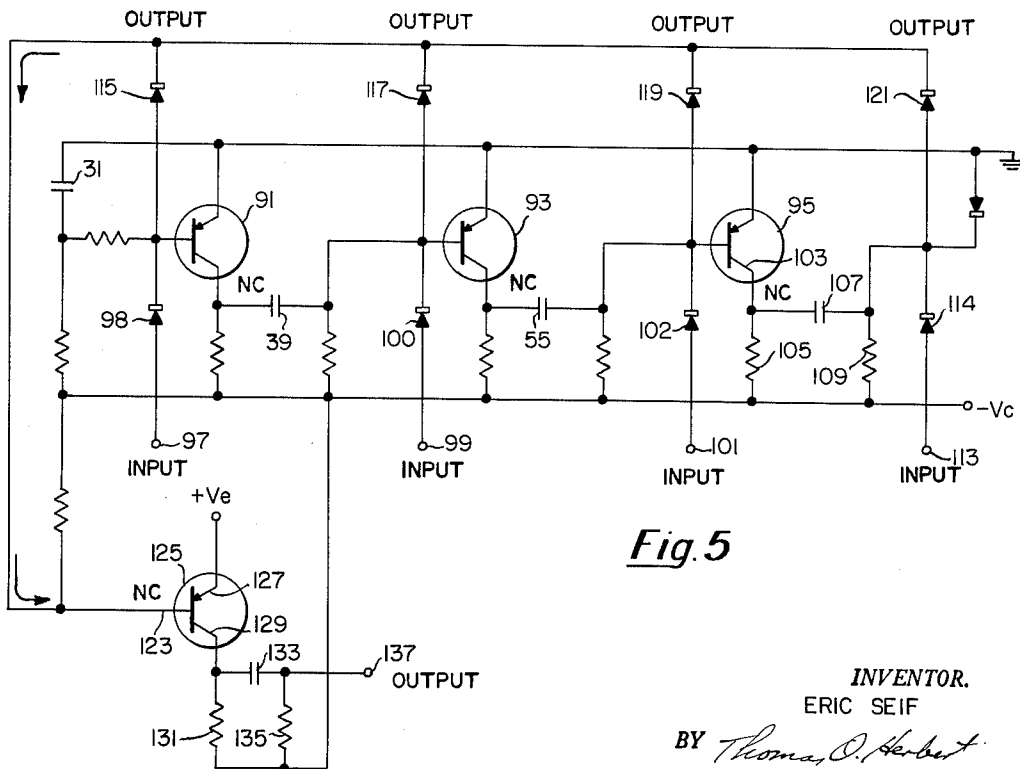 OUTPUT OUTPUT OUTPUT OUTPUT
115 117 119 121
31 91 93 95
103
NC NC NC 107
98 39 100 55 102 105 109 114
-Vc
97 99 101 113
INPUT INPUT INPUT INPUT
+Ve
Fig. 5
125 127
NC
129
123 133 137
OUTPUT
131 135
INVENTOR.
ERIC SEIF
BY Thomas O. Herbert